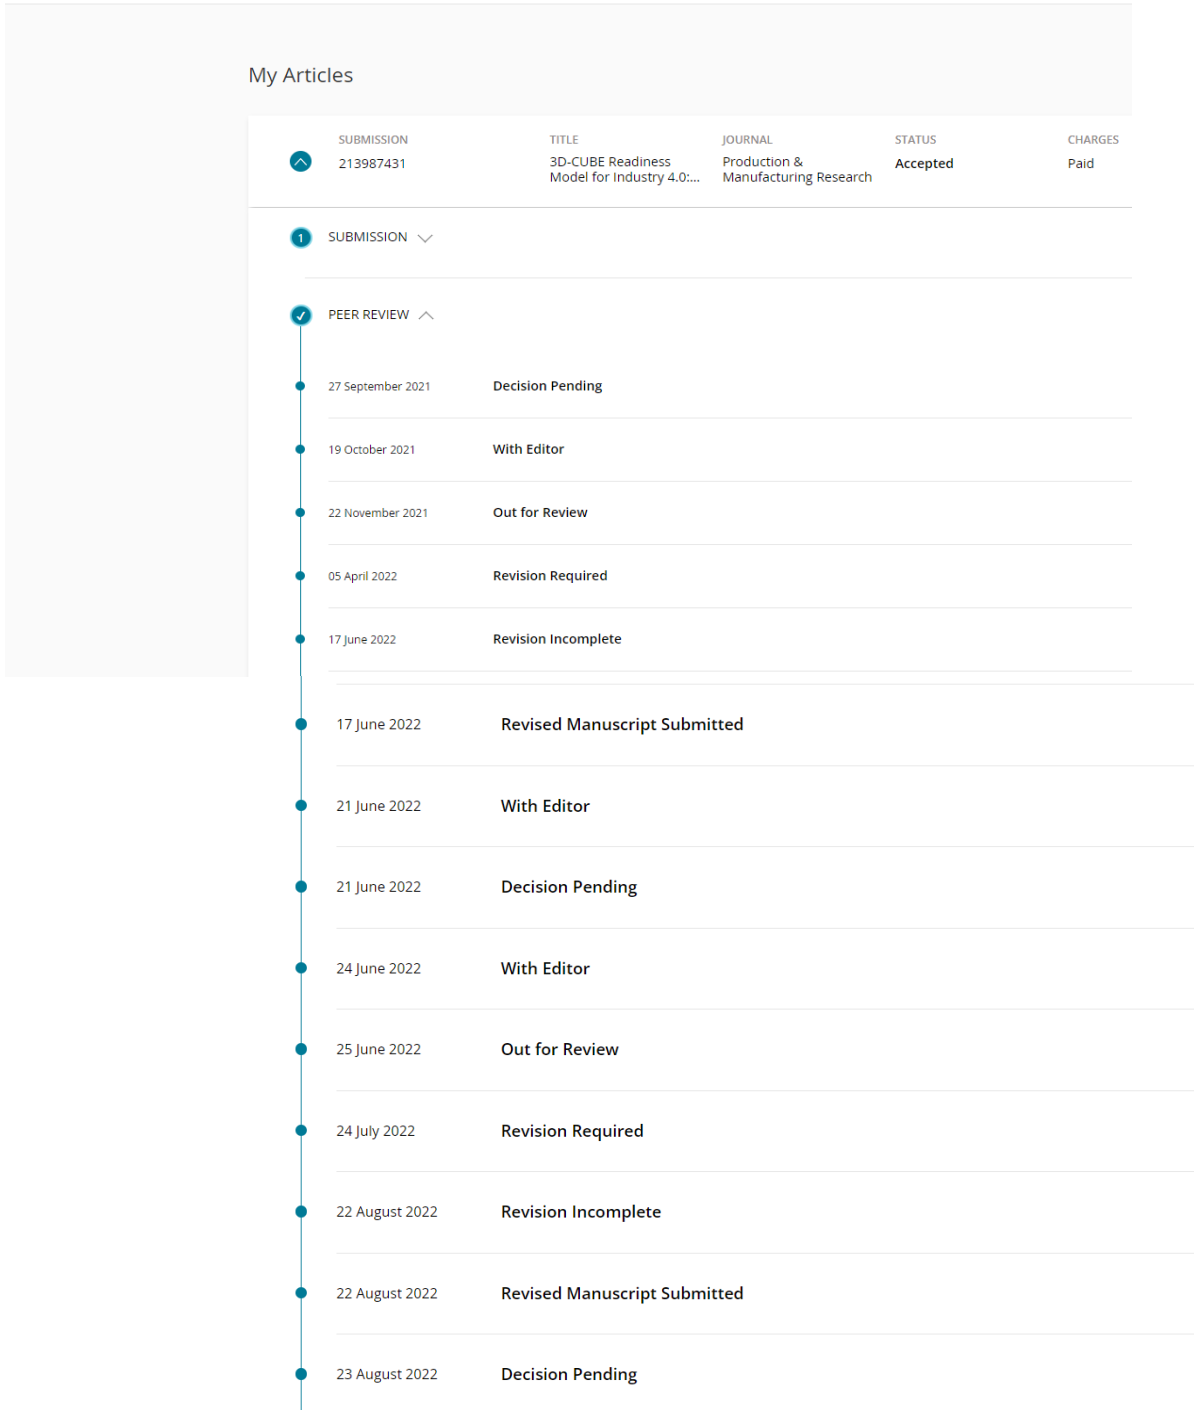 My Articles
SUBMISSION TITLE JOURNAL STATUS CHARGES
213987431 3D-CUBE Readiness Production & Accepted Paid
Model for Industry 4.0:... Manufacturing Research
1 SUBMISSION
PEER REVIEW
27 September 2021 Decision Pending
19 October 2021 With Editor
22 November 2021 Out for Review
05 April 2022 Revision Required
17 June 2022 Revision Incomplete
17 June 2022 Revised Manuscript Submitted
21 June 2022 With Editor
21 June 2022 Decision Pending
24 June 2022 With Editor
25 June 2022 Out for Review
24 July 2022 Revision Required
22 August 2022 Revision Incomplete
22 August 2022 Revised Manuscript Submitted
23 August 2022 Decision Pending